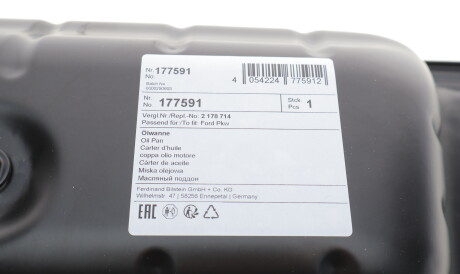 Nr. 177591
No.
4 054224 775912
Nr. 177591 Stck. 1
No. Pcs.
Vergl.Nr./Repl.-No. 2 178 714
Passend für /To fit: Ford Pkw
Ölwanne
Oil Pan
Carter d'huile
coppa olio motore
Cárter de aceite
Miska olejowa
Масляный поддон
Ferdinand Bilstein GmbH + Co. KG
Wilhelmstr. 47 | 58256 Ennepetal | Germany
EAC